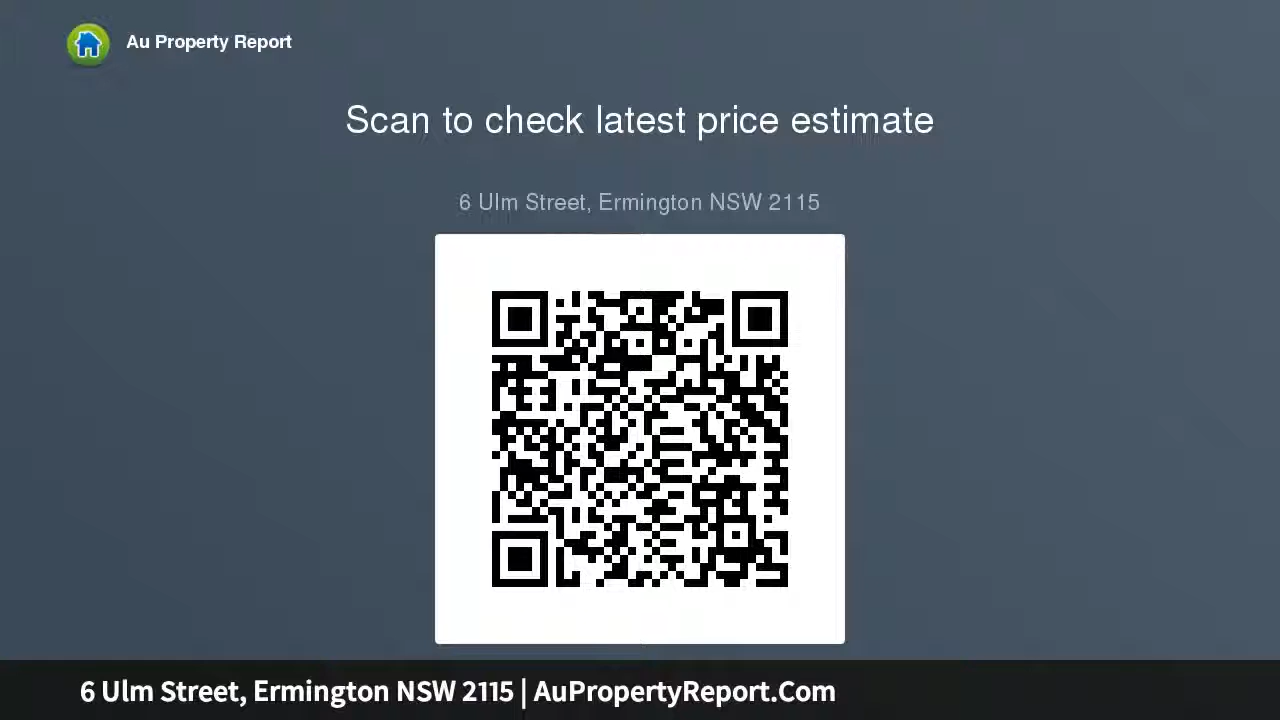 Au Property Report
Scan to check latest price estimate
6 Ulm Street, Ermington NSW 2115
6 Ulm Street, Ermington NSW 2115 | AuPropertyReport.Com